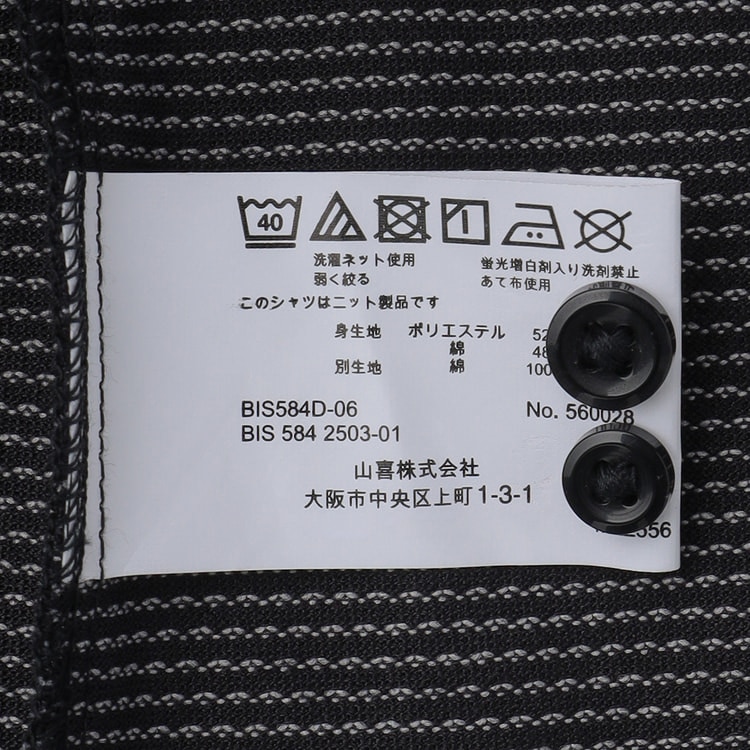 40
洗濯ネット使用
弱く絞る
蛍光増白剤入り洗剤禁止
あて布使用
このシャツはニット製品です
身生地 ポリエステル 52
綿 48
別生地 綿 100
BIS584D-06 No. 560028
BIS 584 2503-01
山喜株式会社
大阪市中央区上町1-3-1